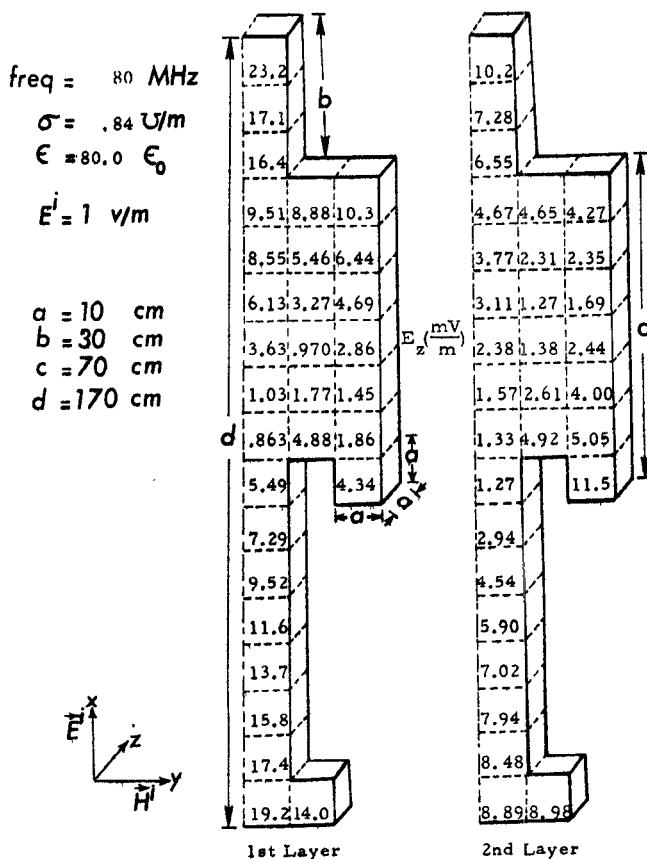 freq = 80 MHz
σ = .84 ℧/m
ϵ = 80.0 ϵ₀
Eⁱ = 1 v/m
a = 10 cm
b = 30 cm
c = 70 cm
d = 170 cm
d
b
23.2
17.1
16.4
9.51 8.88 10.3
8.55 5.46 6.44
6.13 3.27 4.69
3.63 .970 2.86
1.03 1.77 1.45
.863 4.88 1.86
5.49 4.34
7.29
9.52
11.6
13.7
15.8
17.4
19.2 14.0
a
a
a
1st Layer
E_z(mV/m)
10.2
7.28
6.55
4.67 4.65 4.27
3.77 2.31 2.35
3.11 1.27 1.69
2.38 1.38 2.44
1.57 2.61 4.00
1.33 4.92 5.05
1.27 11.5
2.94
4.54
5.90
7.02
7.94
8.48
8.89 8.98
c
2nd Layer
x
E⃗ⁱ
z
H⃗ⁱ
y